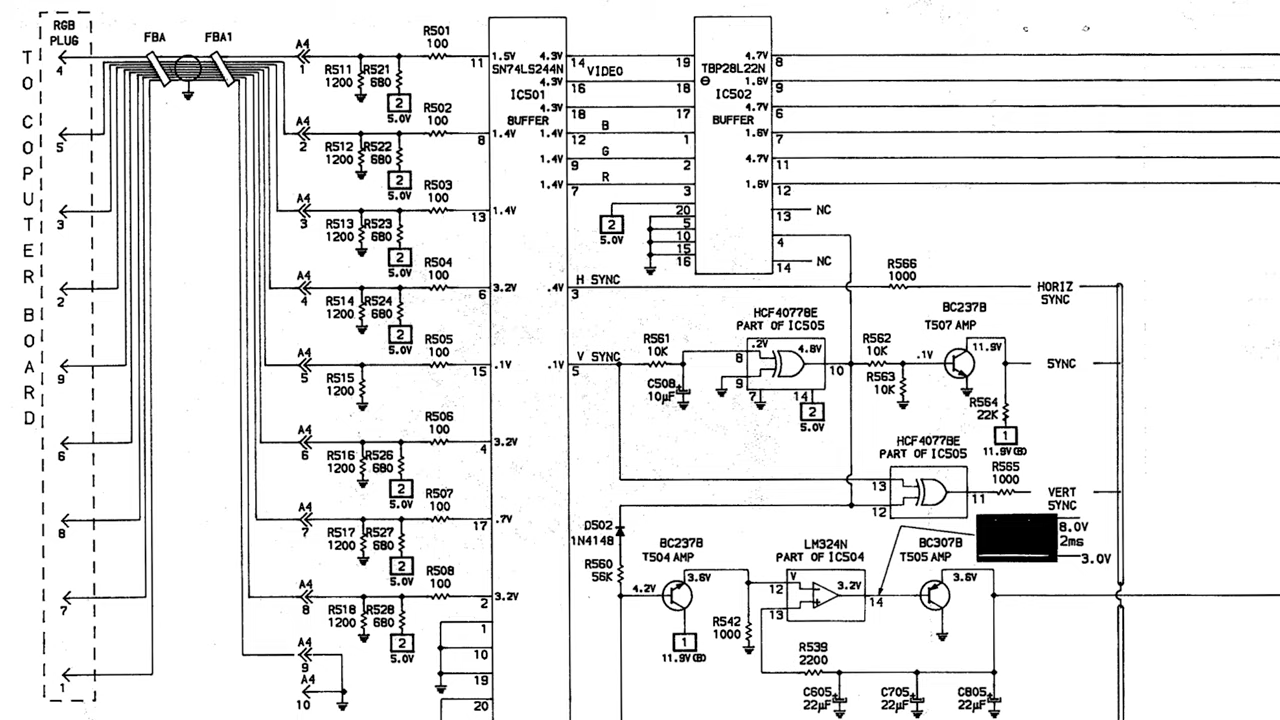 RGB
PLUG
TO COPUTER BOARD
4
5
3
2
9
6
8
7
1
FBA
FBA1
A4
1
R511
1200
R521
680
2
5.0V
R501
100
11
A4
2
R512
1200
R522
680
2
5.0V
R502
100
8
A4
3
R513
1200
R523
680
2
5.0V
R503
100
13
A4
4
R514
1200
R524
680
2
5.0V
R504
100
6
A4
5
R515
1200
R505
100
15
A4
6
R516
1200
R526
680
2
5.0V
R506
100
4
A4
7
R517
1200
R527
680
2
5.0V
R507
100
17
A4
8
R518
1200
R528
680
2
5.0V
R508
100
2
A4
9
A4
10
1
10
19
20
1.5V
4.3V
SN74LS244N
4.3V
IC501
4.3V
BUFFER
1.4V
1.4V
1.4V
1.4V
1.4V
3.2V
.4V
.1V
.1V
3.2V
.7V
3.2V
14
VIDEO
16
18
12
B
9
G
7
R
H SYNC
3
V SYNC
5
19
18
17
1
2
3
20
5
10
15
16
2
5.0V
4.7V
TBP28L22N
1.6V
IC502
4.7V
BUFFER
1.6V
4.7V
1.6V
8
9
6
7
11
12
13
NC
4
14
NC
R566
1000
HORIZ
SYNC
R561
10K
C508
10µF
HCF4077BE
PART OF IC505
8
.2V
4.8V
9
10
7
14
2
5.0V
R562
10K
R563
10K
.1V
BC237B
T507 AMP
11.9V
SYNC
R564
22K
1
11.9V(B)
HCF4077BE
PART OF IC505
13
12
11
R565
1000
VERT
SYNC
8.0V
2ms
3.0V
D502
1N4148
R560
56K
4.2V
BC237B
T504 AMP
3.6V
1
11.9V(B)
R542
1000
LM324N
PART OF IC504
12
V
3.2V
13
14
BC307B
T505 AMP
3.6V
R539
2200
C605
22µF
C705
22µF
C805
22µF